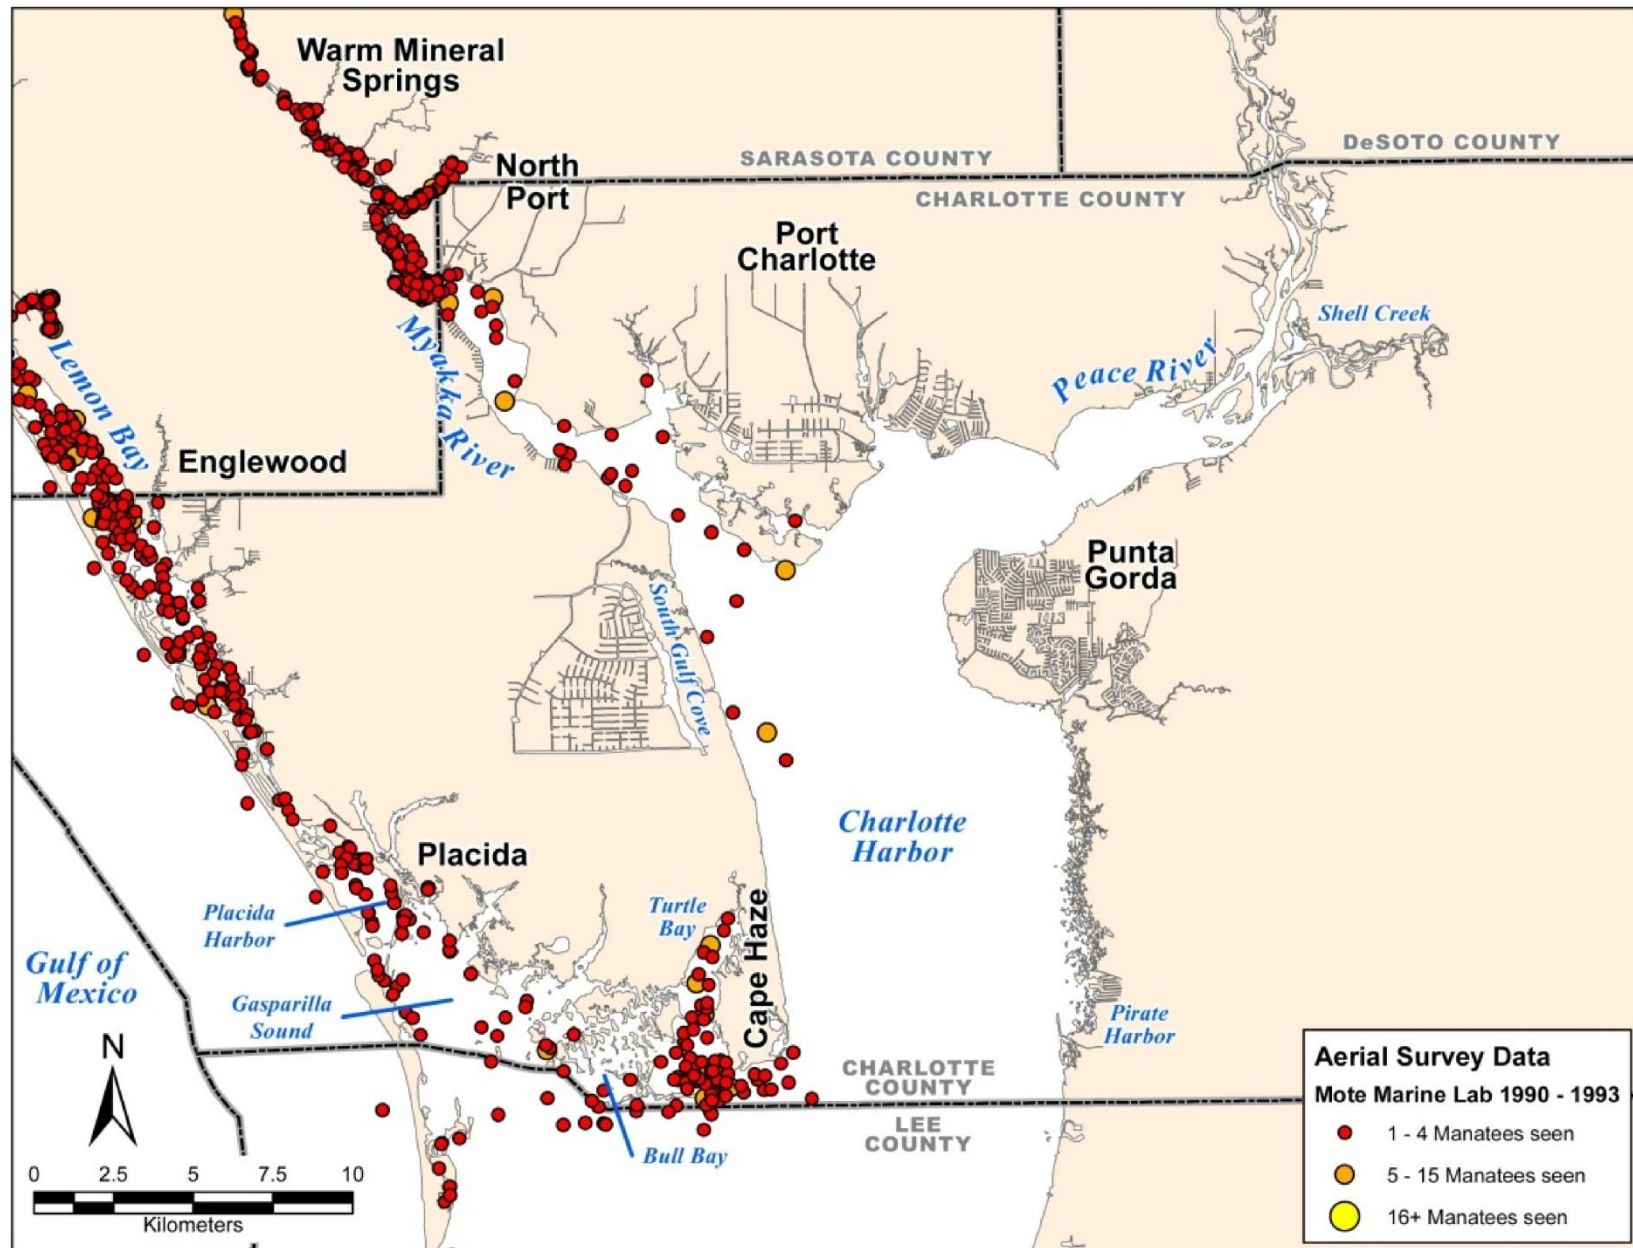 Warm Mineral
Springs
North
Port
SARASOTA COUNTY
DeSOTO COUNTY
CHARLOTTE COUNTY
Port
Charlotte
Shell Creek
Peace River
Myakka River
Lemon Bay
Englewood
Punta
Gorda
South Gulf Cove
Charlotte
Harbor
Placida
Placida
Harbor
Turtle
Bay
Cape Haze
Gulf of
Mexico
Gasparilla
Sound
Pirate
Harbor
CHARLOTTE
COUNTY
LEE
COUNTY
Bull Bay
N
0 2.5 5 7.5 10
Kilometers
Aerial Survey Data
Mote Marine Lab 1990 - 1993
1 - 4 Manatees seen
5 - 15 Manatees seen
16+ Manatees seen